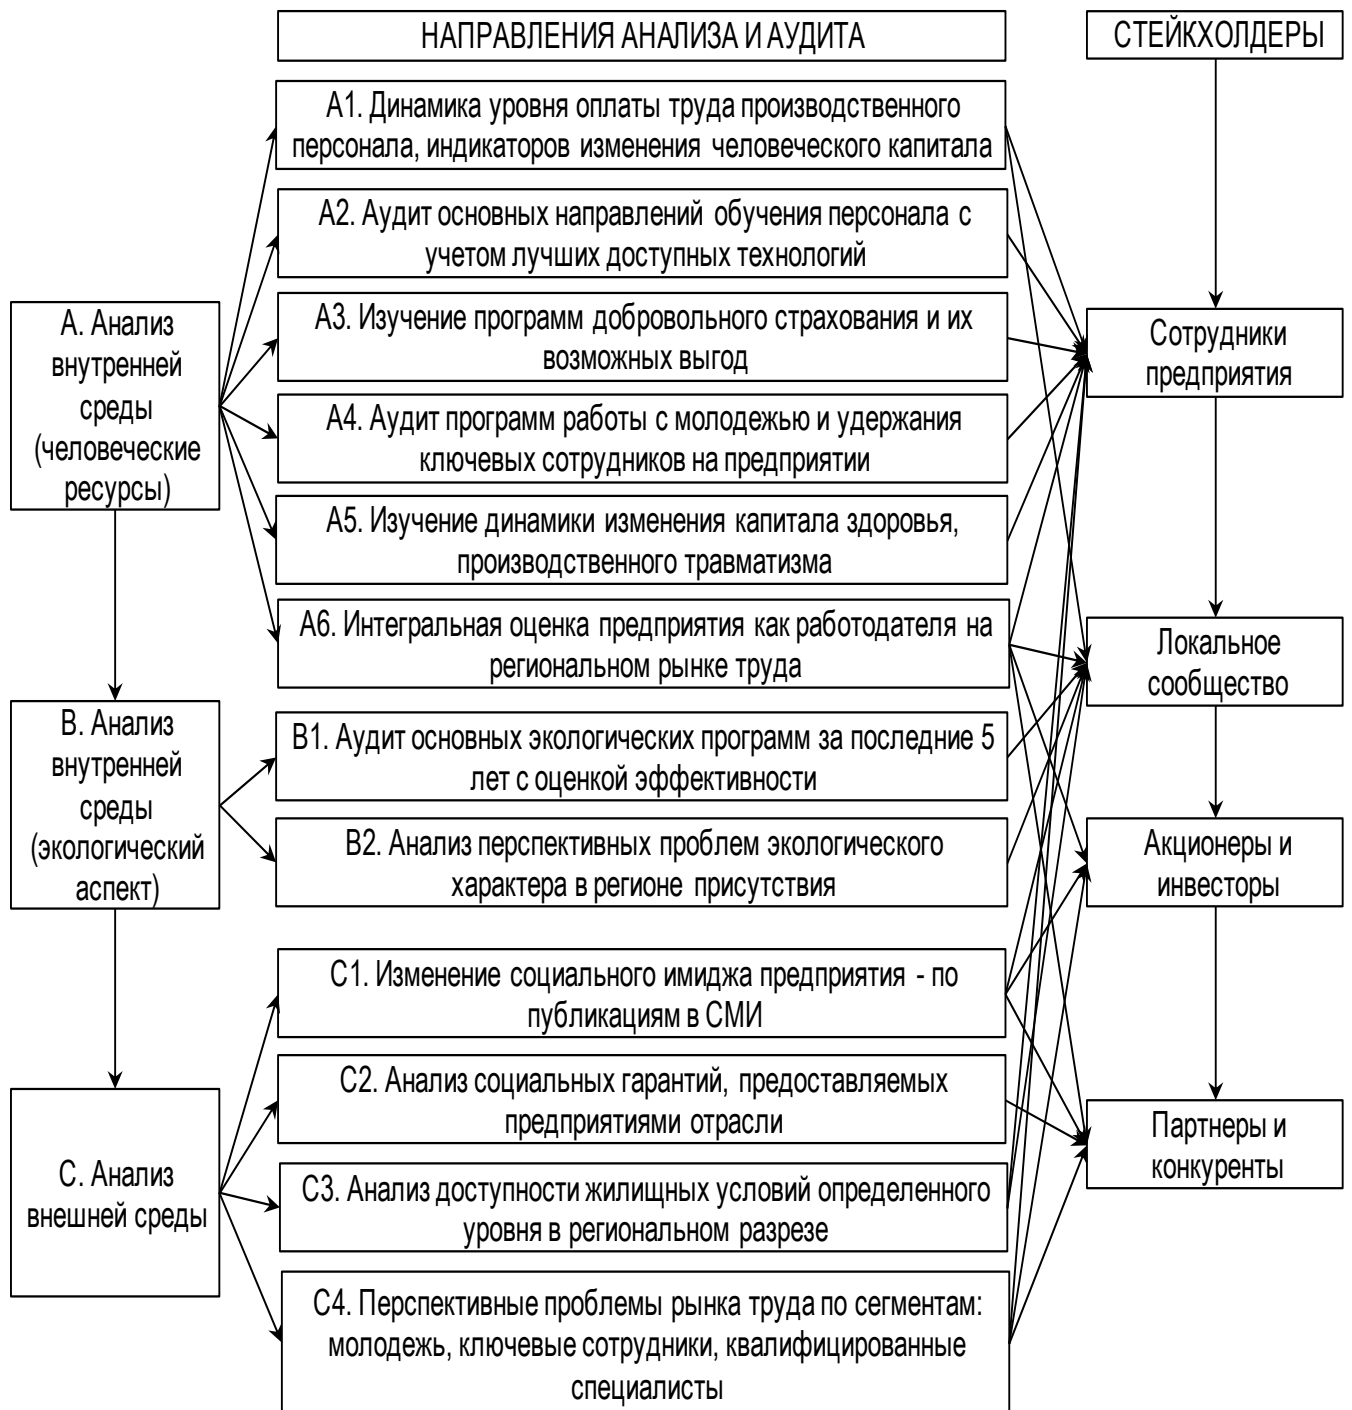 НАПРАВЛЕНИЯ АНАЛИЗА И АУДИТА
СТЕЙКХОЛДЕРЫ
А1. Динамика уровня оплаты труда производственного
персонала, индикаторов изменения человеческого капитала
А2. Аудит основных направлений обучения персонала с
учетом лучших доступных технологий
А. Анализ
внутренней
среды
(человеческие
ресурсы)
А3. Изучение программ добровольного страхования и их
возможных выгод
А4. Аудит программ работы с молодежью и удержания
ключевых сотрудников на предприятии
А5. Изучение динамики изменения капитала здоровья,
производственного травматизма
А6. Интегральная оценка предприятия как работодателя на
региональном рынке труда
Сотрудники
предприятия
Локальное
сообщество
В. Анализ
внутренней
среды
(экологический
аспект)
В1. Аудит основных экологических программ за последние 5
лет с оценкой эффективности
В2. Анализ перспективных проблем экологического
характера в регионе присутствия
Акционеры и
инвесторы
С. Анализ
внешней среды
С1. Изменение социального имиджа предприятия - по
публикациям в СМИ
С2. Анализ социальных гарантий, предоставляемых
предприятиями отрасли
С3. Анализ доступности жилищных условий определенного
уровня в региональном разрезе
С4. Перспективные проблемы рынка труда по сегментам:
молодежь, ключевые сотрудники, квалифицированные
специалисты
Партнеры и
конкуренты